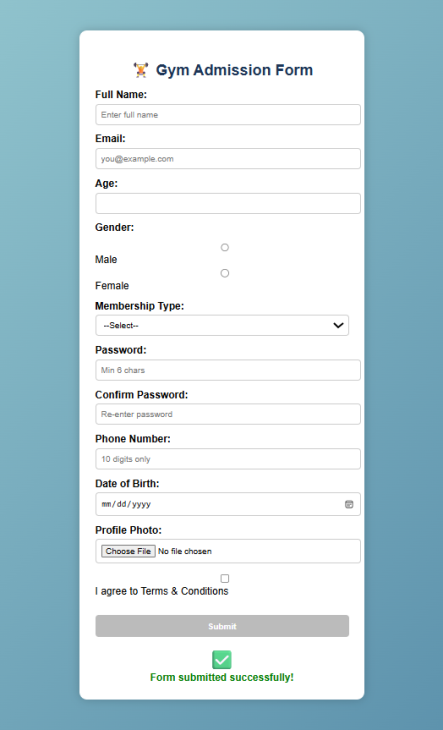 🏋️ Gym Admission Form
Full Name:
Enter full name
Email:
you@example.com
Age:
Gender:
Male
Female
Membership Type:
--Select--
Password:
Min 6 chars
Confirm Password:
Re-enter password
Phone Number:
10 digits only
Date of Birth:
mm/dd/yyyy
Profile Photo:
Choose File No file chosen
I agree to Terms & Conditions
Submit
✅
Form submitted successfully!